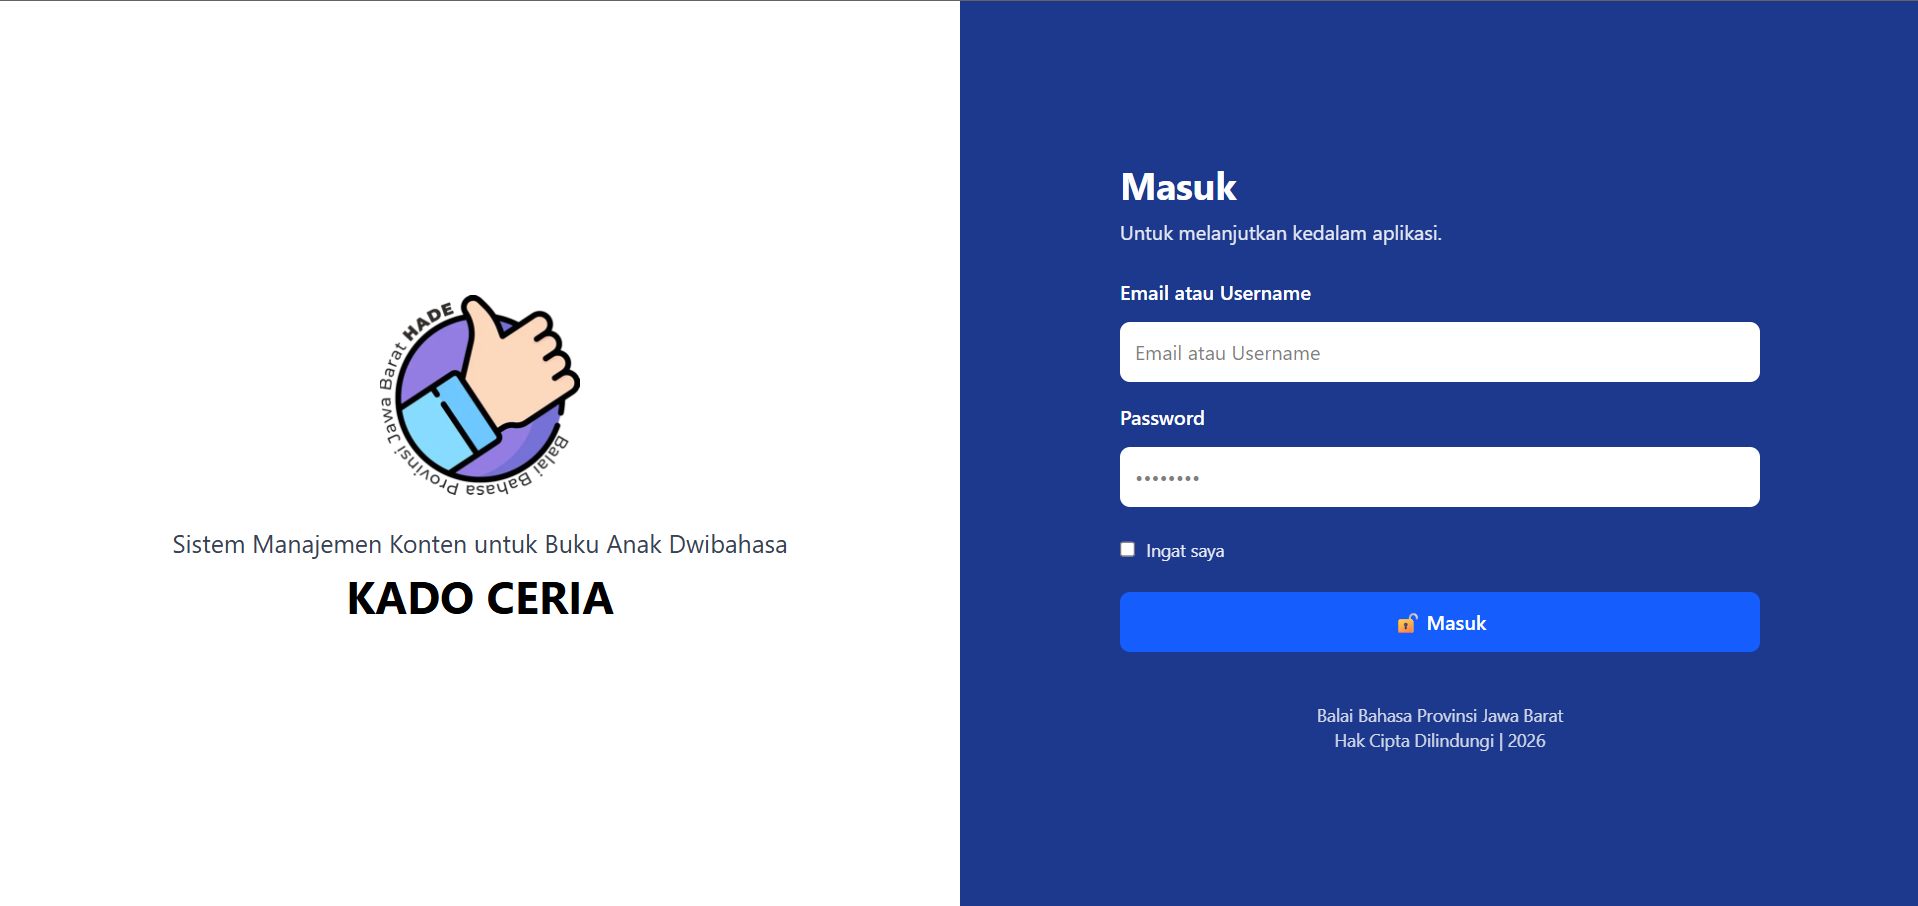 Balai Bahasa Provinsi Jawa Barat HADE
Sistem Manajemen Konten untuk Buku Anak Dwibahasa
KADO CERIA
Masuk
Untuk melanjutkan kedalam aplikasi.
Email atau Username
Email atau Username
Password
••••••••
Ingat saya
🔓 Masuk
Balai Bahasa Provinsi Jawa Barat
Hak Cipta Dilindungi | 2026